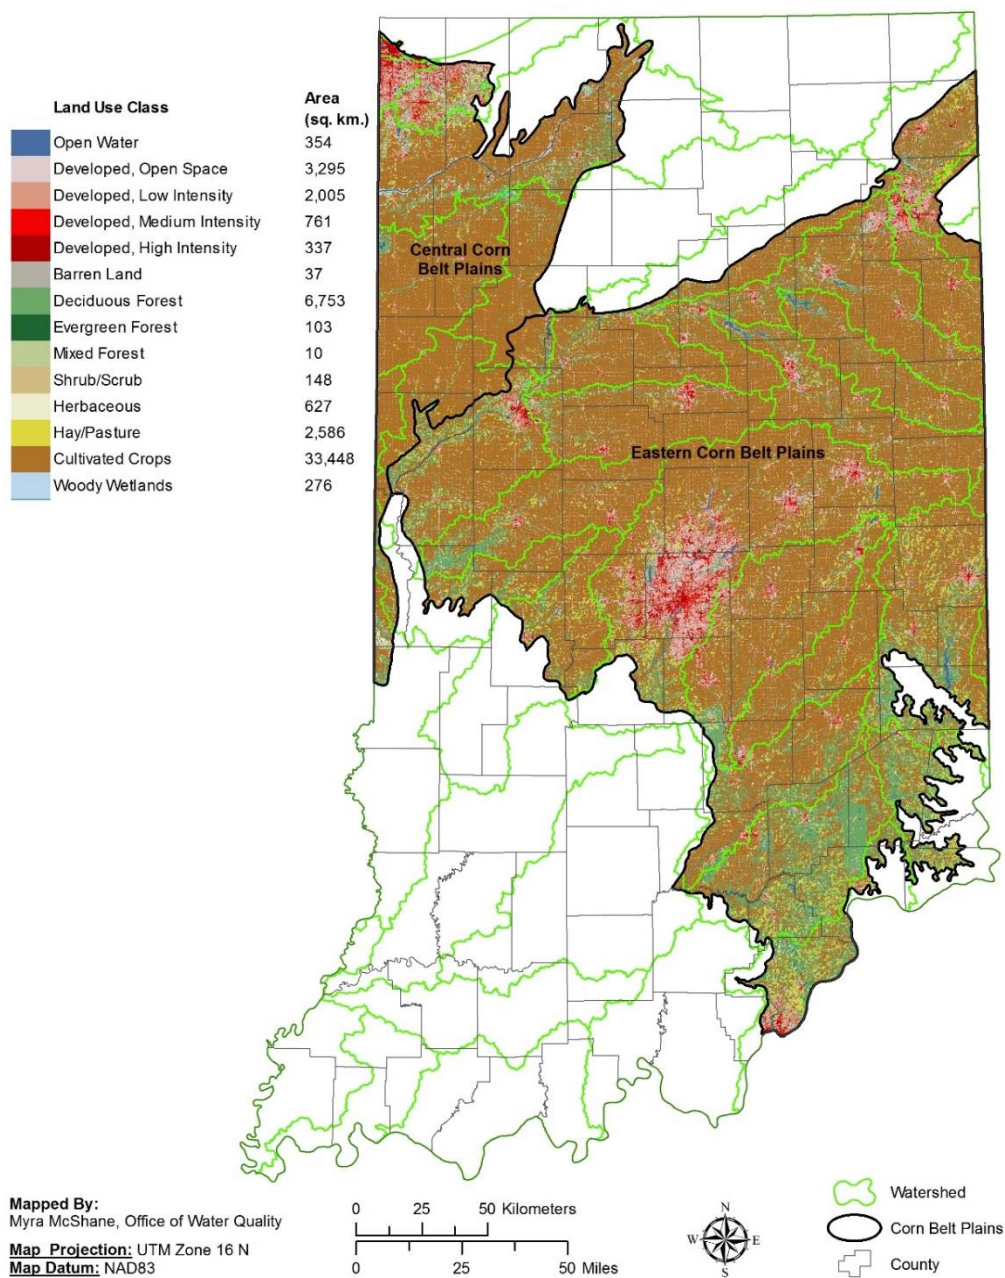 Land Use Class
Area
(sq. km.)
Open Water 354
Developed, Open Space 3,295
Developed, Low Intensity 2,005
Developed, Medium Intensity 761
Developed, High Intensity 337
Barren Land 37
Deciduous Forest 6,753
Evergreen Forest 103
Mixed Forest 10
Shrub/Scrub 148
Herbaceous 627
Hay/Pasture 2,586
Cultivated Crops 33,448
Woody Wetlands 276
Central Corn
Belt Plains
Eastern Corn Belt Plains
Mapped By:
Myra McShane, Office of Water Quality
Map Projection: UTM Zone 16 N
Map Datum: NAD83
0 25 50 Kilometers
0 25 50 Miles
N
W E
S
Watershed
Corn Belt Plains
County